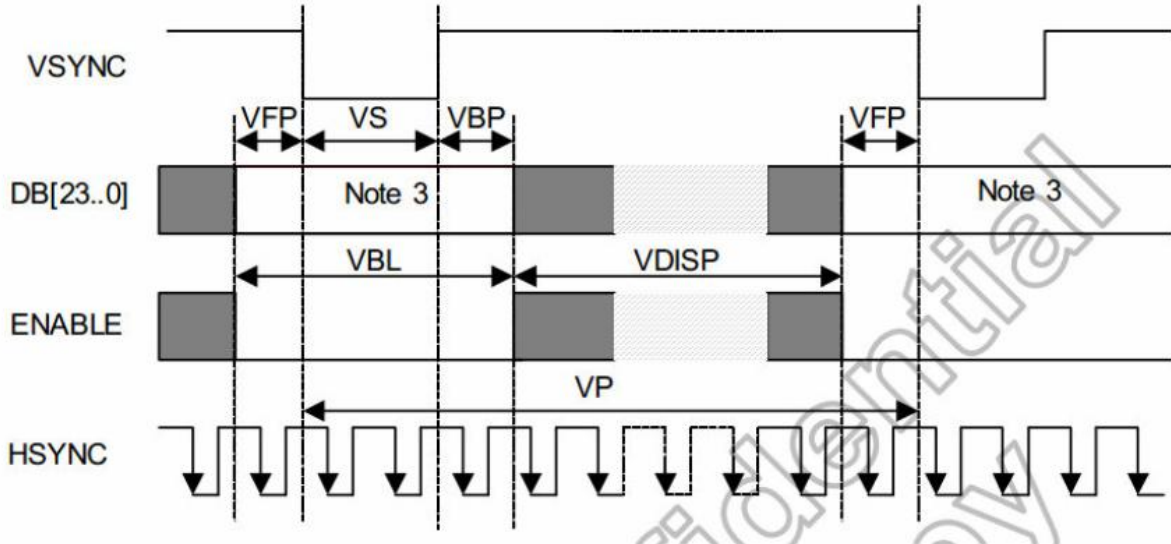 VSYNC
VFP VS VBP VFP
DB[23..0] Note 3 Note 3
VBL VDISP
ENABLE
VP
HSYNC